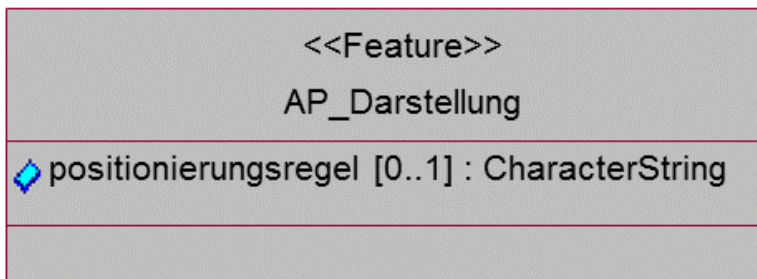 <<Feature>>
AP_Darstellung
positionierungsregel [0..1] : CharacterString